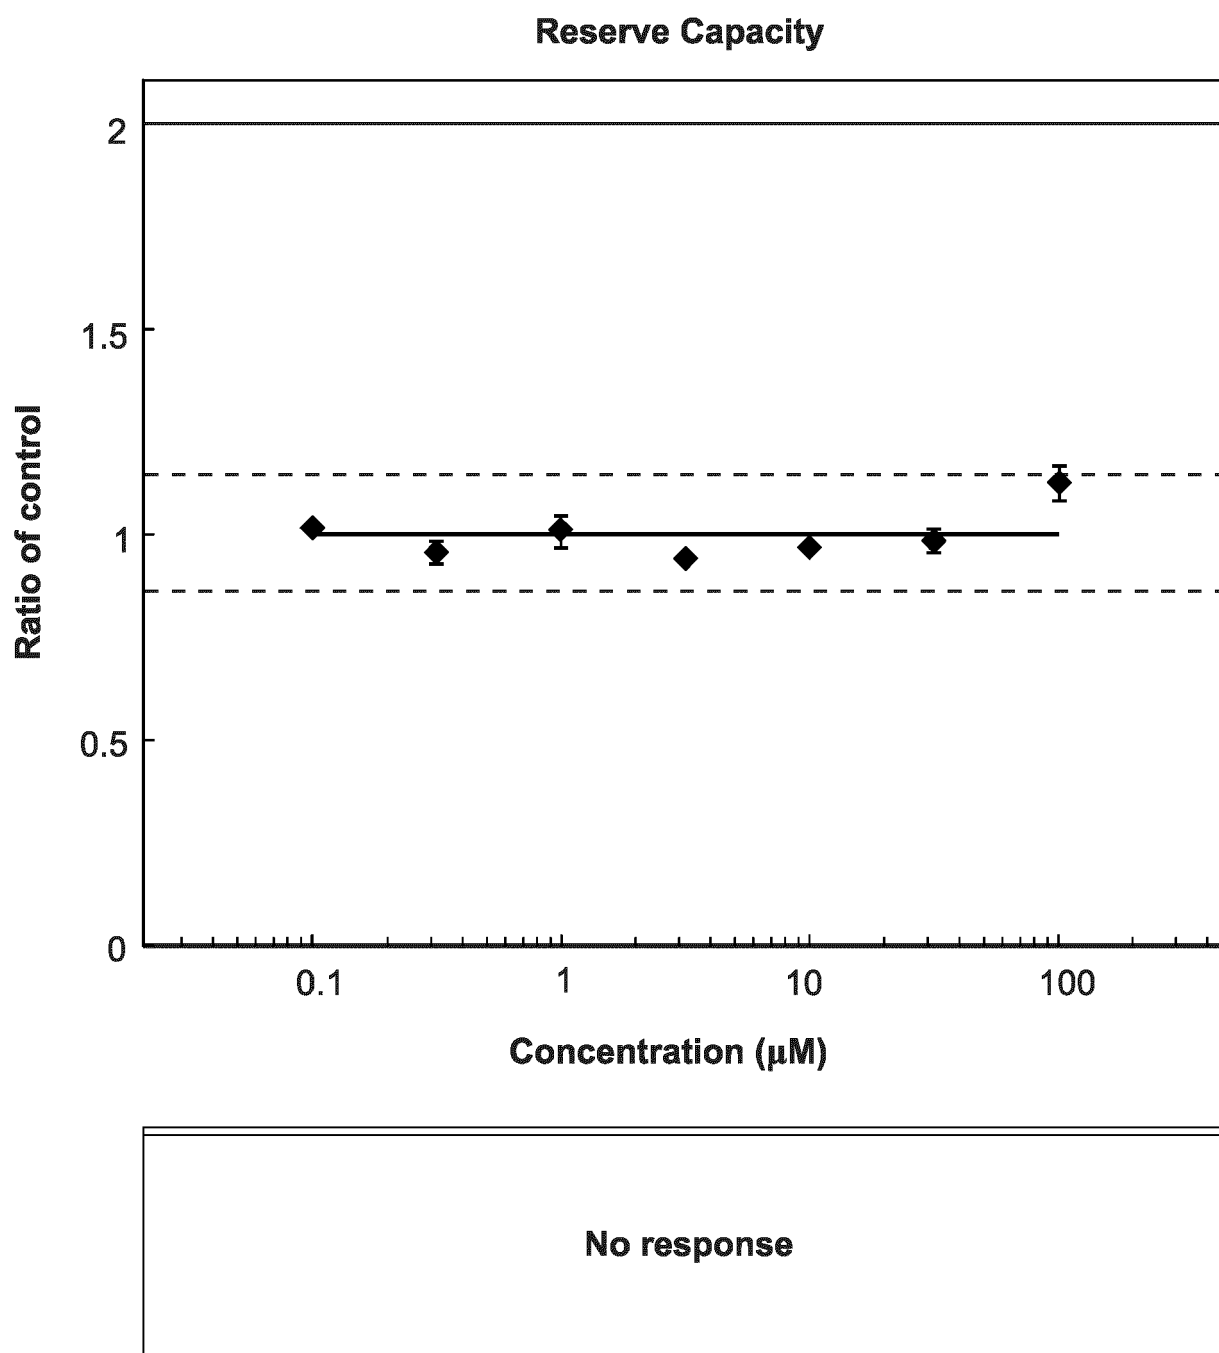 Reserve Capacity
2
1.5
1
0.5
0
Ratio of control
0.1 1 10 100
Concentration (μM)
No response